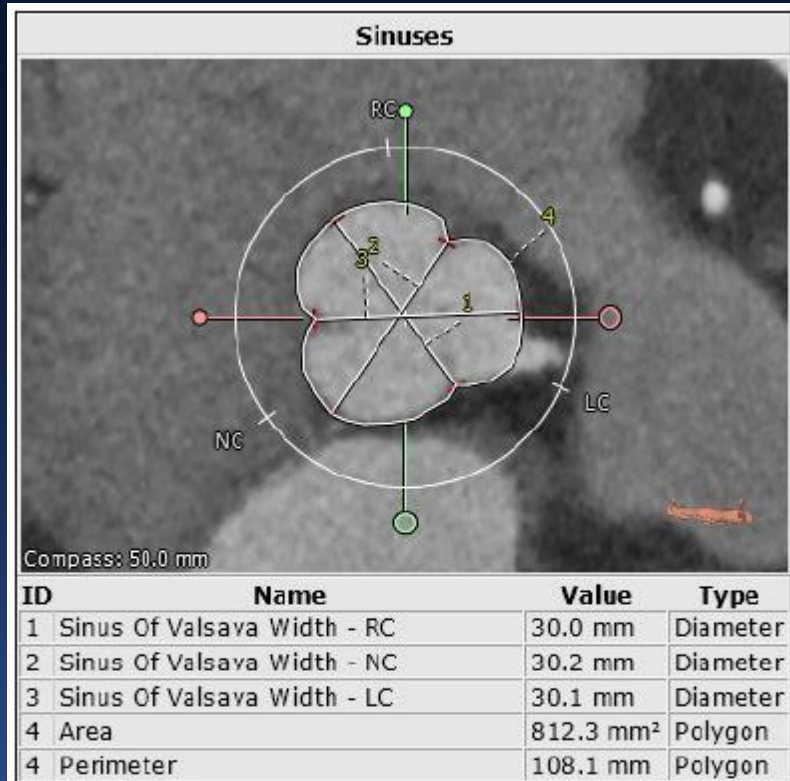 Sinuses
RC
4
2
3
1
LC
NC
Compass: 50.0 mm
ID Name Value Type
1 Sinus Of Valsava Width - RC 30.0 mm Diameter
2 Sinus Of Valsava Width - NC 30.2 mm Diameter
3 Sinus Of Valsava Width - LC 30.1 mm Diameter
4 Area 812.3 mm² Polygon
4 Perimeter 108.1 mm Polygon